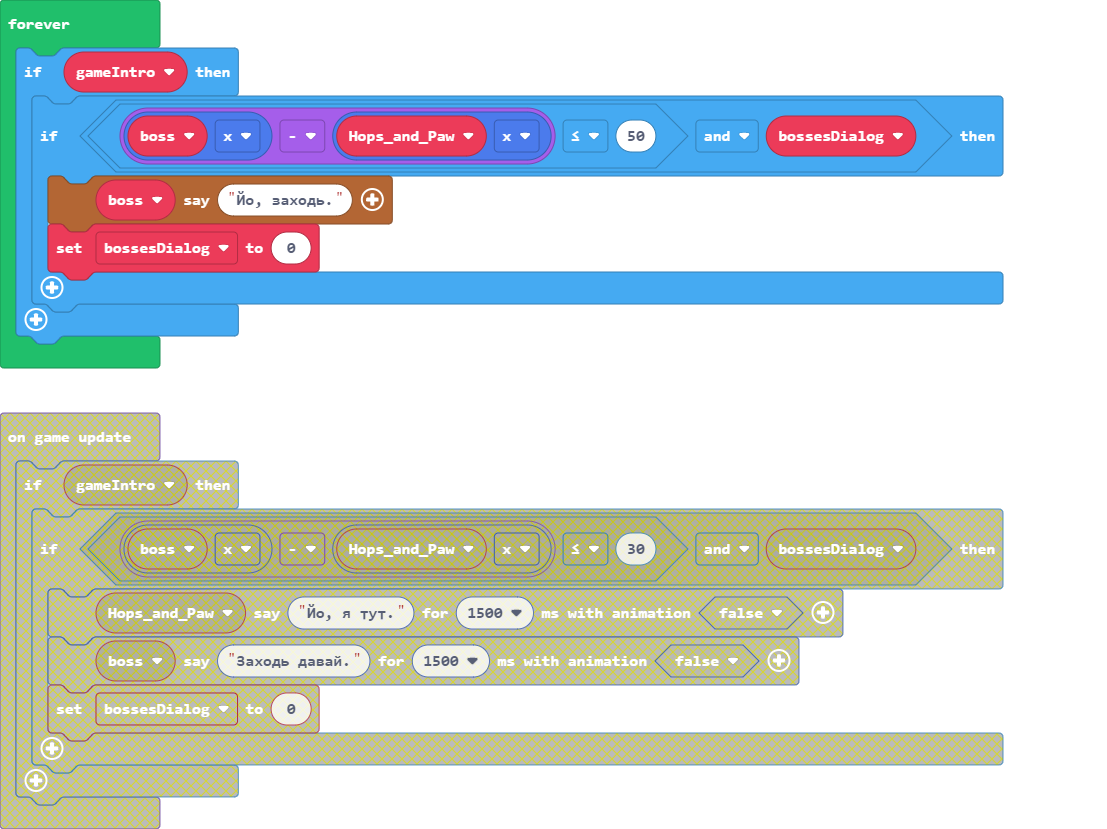 forever
if gameIntro then
if boss x - Hops_and_Paw x ≤ 50 and bossesDialog then
boss say "Йо, заходь."
set bossesDialog to 0
on game update
if gameIntro then
if boss x - Hops_and_Paw x ≤ 30 and bossesDialog then
Hops_and_Paw say "Йо, я тут." for 1500 ms with animation false
boss say "Заходь давай." for 1500 ms with animation false
set bossesDialog to 0